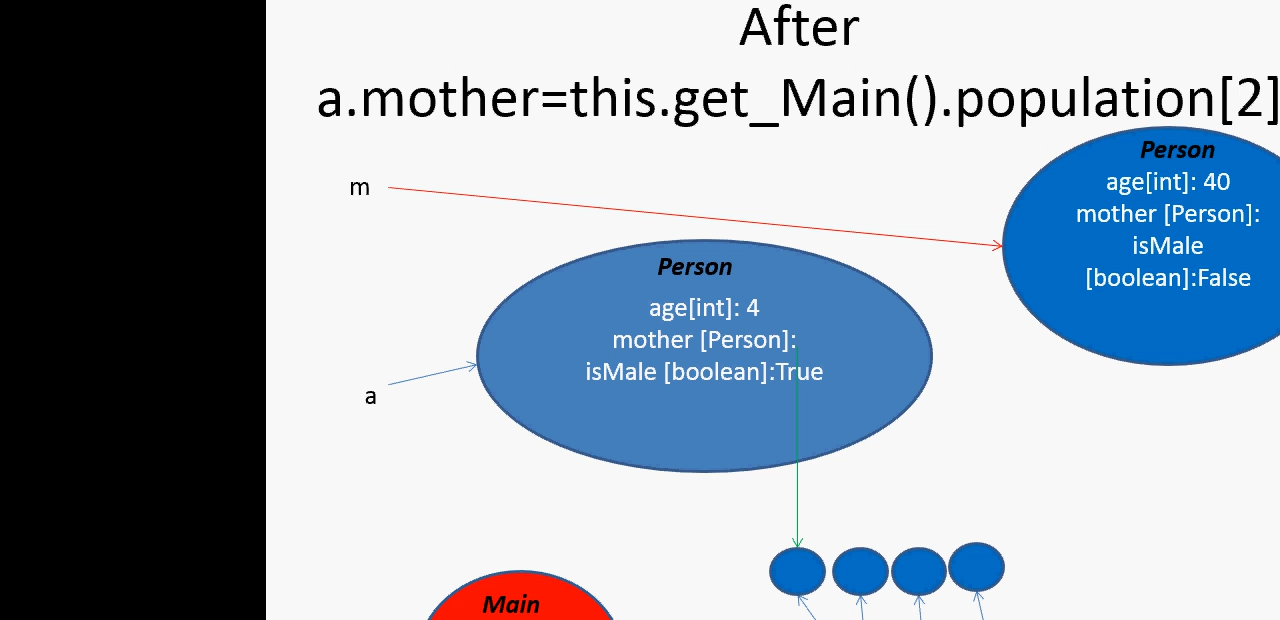 After
a.mother=this.get_Main().population[2]
Person
age[int]: 40
mother [Person]:
isMale
[boolean]:False
m
Person
age[int]: 4
mother [Person]:
isMale [boolean]:True
a
Main